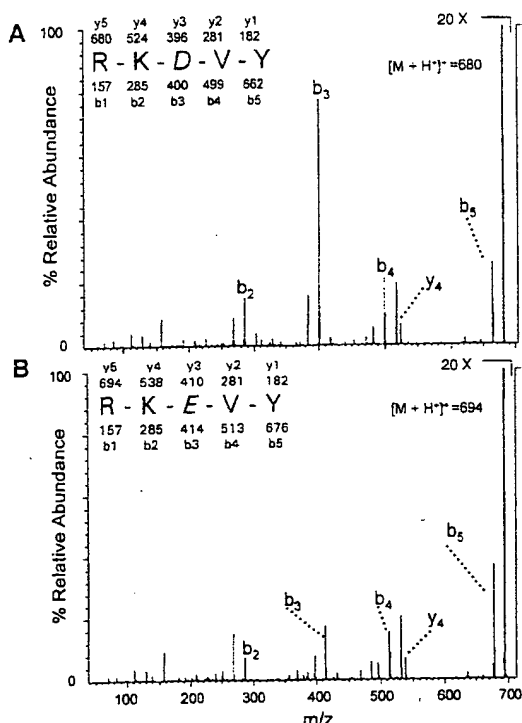 A
y5 y4 y3 y2 y1
680 524 396 281 182
R - K - D - V - Y
157 285 400 499 662
b1 b2 b3 b4 b5
20 X
[M + H⁺]⁺ =680
100
% Relative Abundance
0
b₂
b₃
b₄
y₄
b₅
B
y5 y4 y3 y2 y1
694 538 410 281 182
R - K - E - V - Y
157 285 414 513 676
b1 b2 b3 b4 b5
20 X
[M + H⁺]⁺ =694
100
% Relative Abundance
0
b₂
b₃
b₄
y₄
b₅
100 200 300 400 500 600 700
m/z